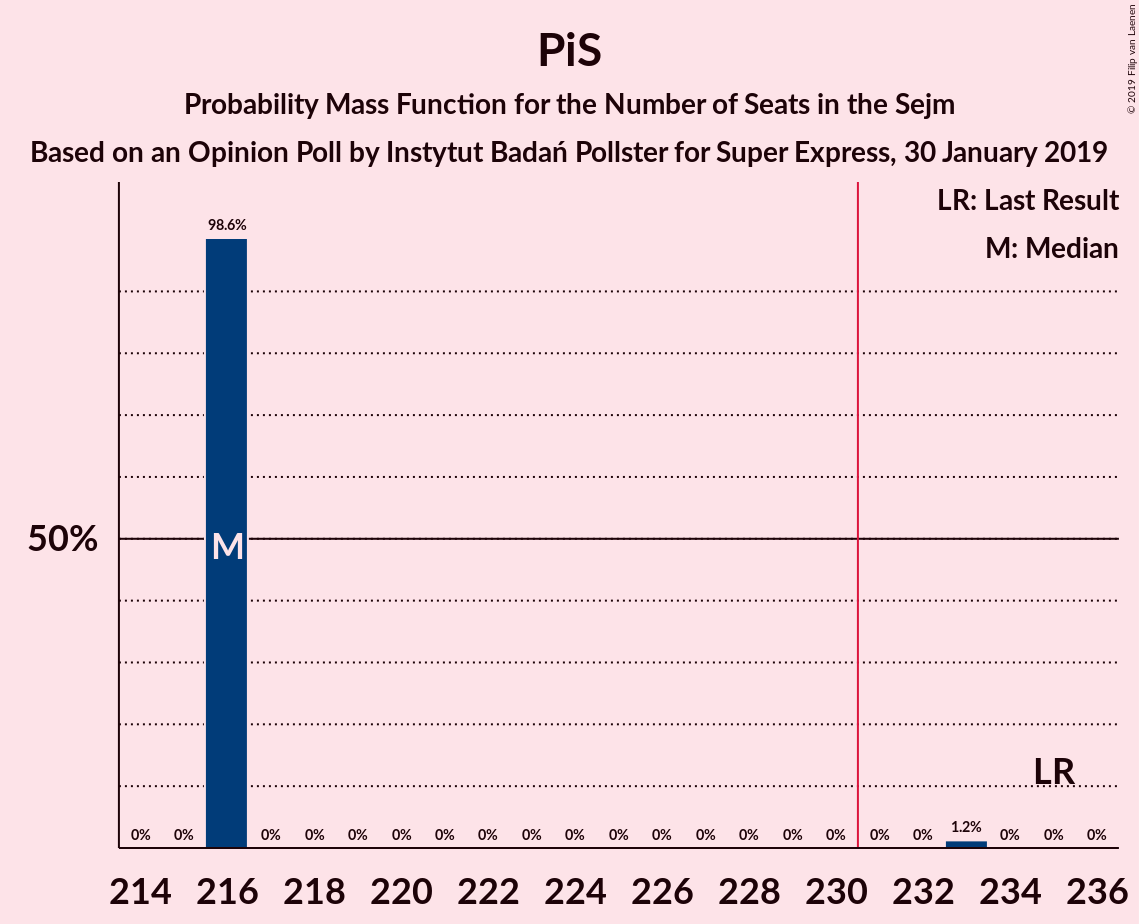 PiS
Probability Mass Function for the Number of Seats in the Sejm
Based on an Opinion Poll by Instytut Badań Pollster for Super Express, 30 January 2019
© 2019 Filip van Laenen
LR: Last Result
M: Median
98.6%
50%
M
LR
0% 0% 0% 0% 0% 0% 0% 0% 0% 0% 0% 0% 0% 0% 0% 0% 0% 1.2% 0% 0% 0%
214 216 218 220 222 224 226 228 230 232 234 236